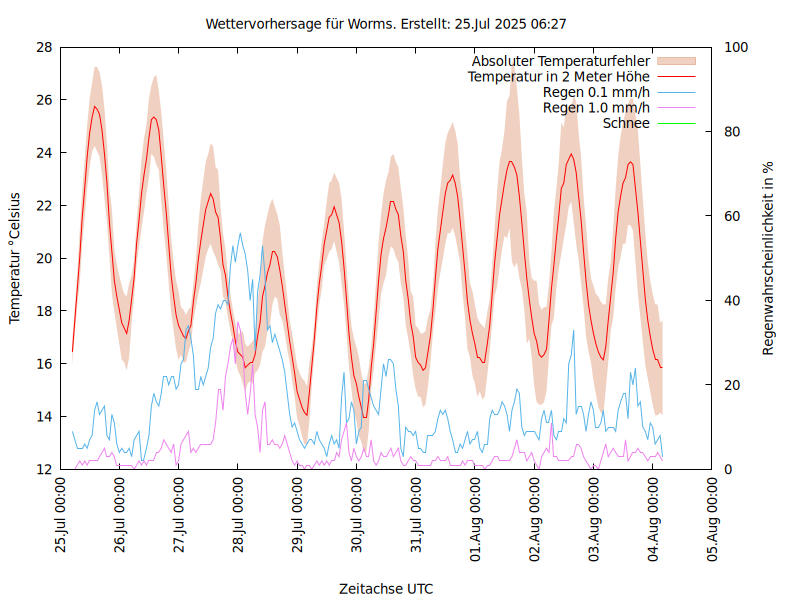 Wettervorhersage für Worms. Erstellt: 25.Jul 2025 06:27
28
26
24
22
20
18
16
14
12
100
80
60
40
20
0
Absoluter Temperaturfehler
Temperatur in 2 Meter Höhe
Regen 0.1 mm/h
Regen 1.0 mm/h
Schnee
Temperatur °Celsius
Regenwahrscheinlichkeit in %
25.Jul 00:00
26.Jul 00:00
27.Jul 00:00
28.Jul 00:00
29.Jul 00:00
30.Jul 00:00
31.Jul 00:00
01.Aug 00:00
02.Aug 00:00
03.Aug 00:00
04.Aug 00:00
05.Aug 00:00
Zeitachse UTC